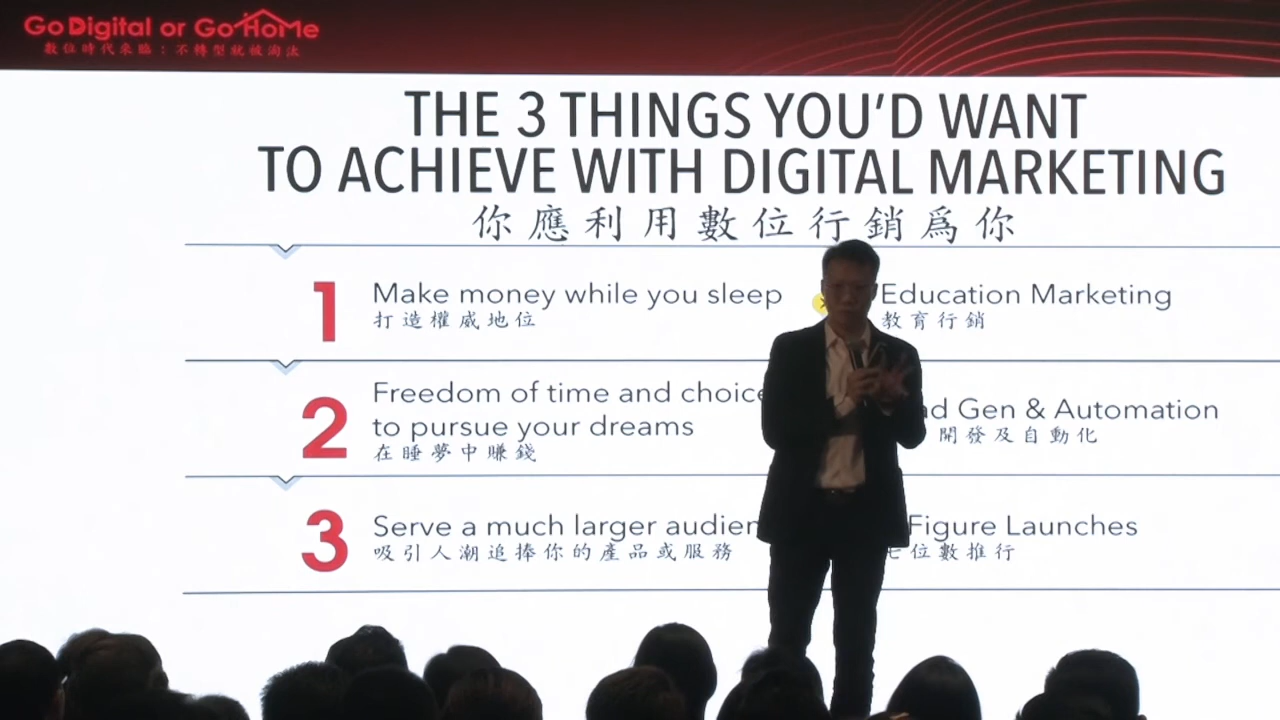 Go Digital or Go HoMe
數位時代來臨：不轉型就被淘汰
THE 3 THINGS YOU'D WANT
TO ACHIEVE WITH DIGITAL MARKETING
你應利用數位行銷爲你
1
Make money while you sleep
打造權威地位
Education Marketing
教育行銷
2
Freedom of time and choice
to pursue your dreams
在睡夢中賺錢
Gen & Automation
開發及自動化
3
Serve a much larger
吸引人潮追捧你的產品或服務
Figure Launches
七位數推行